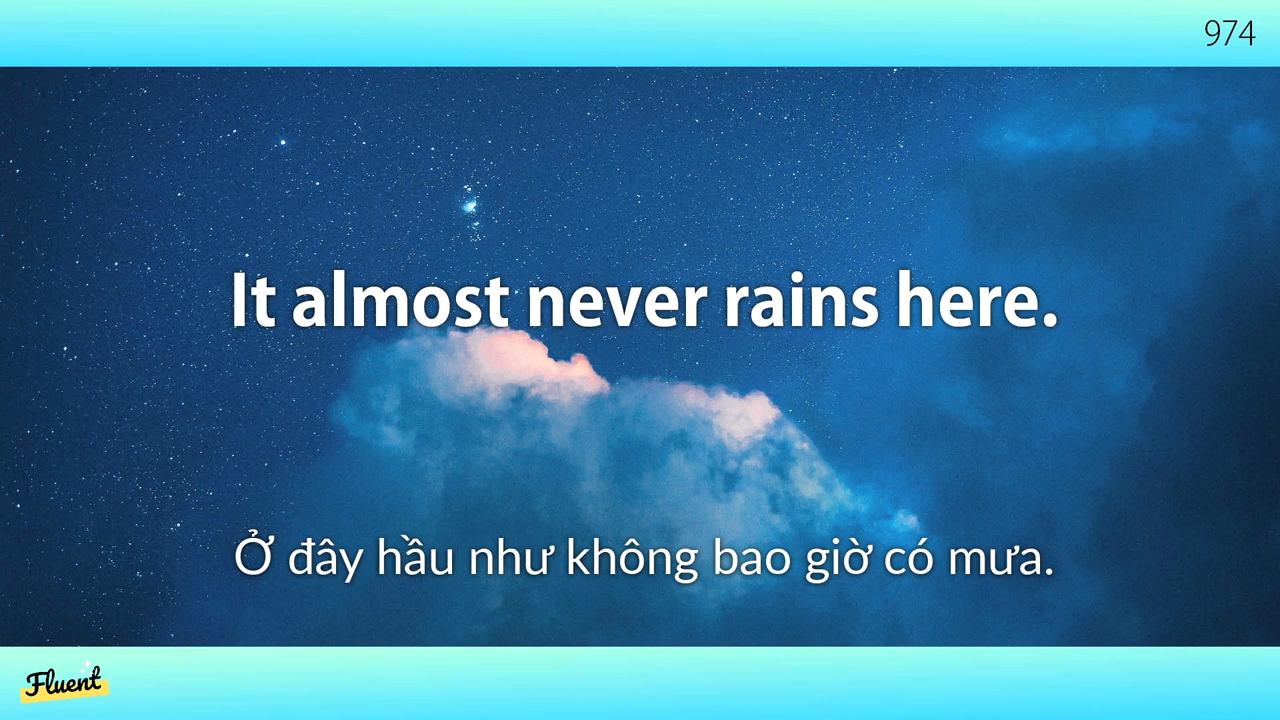 974
It almost never rains here.
Ở đây hầu như không bao giờ có mưa.
Fluent